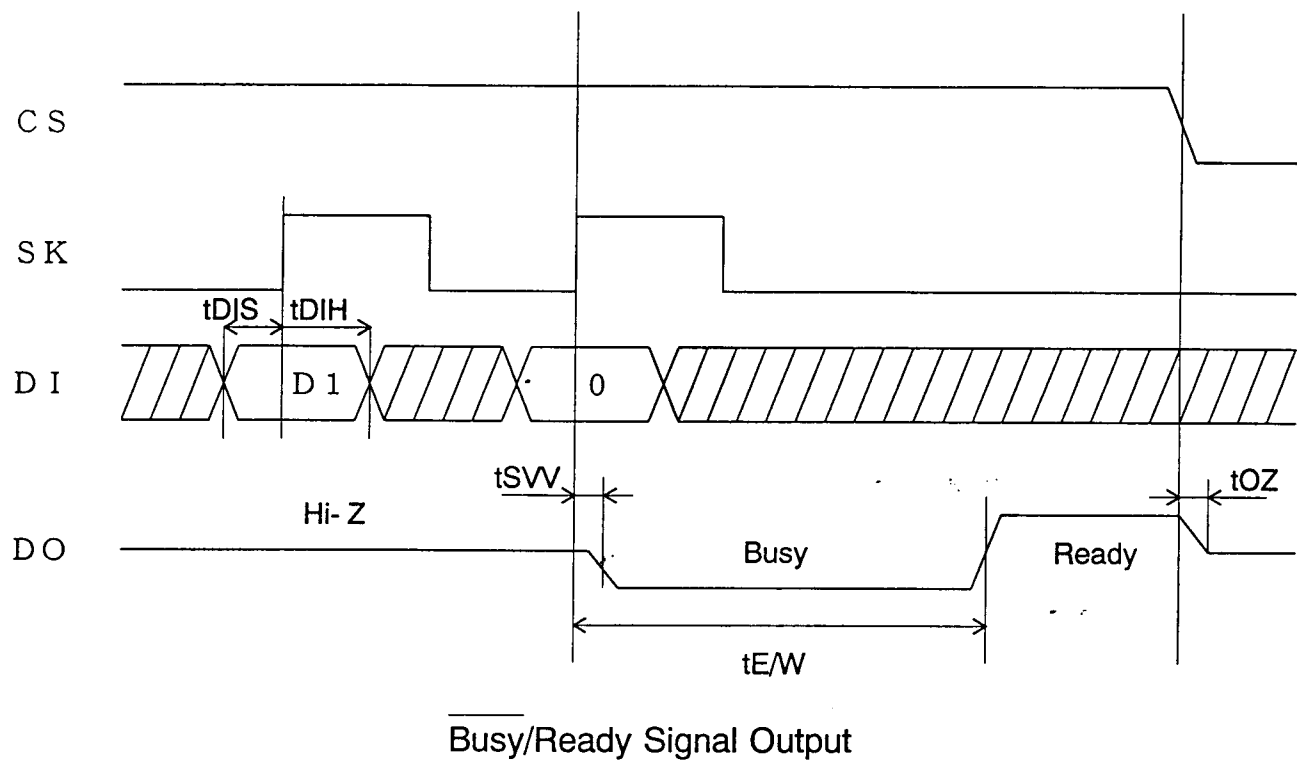 CS
SK
tDIS tDIH
DI D1 0
tSVV tOZ
Hi-Z
DO Busy Ready
tE/W
Busy/Ready Signal Output